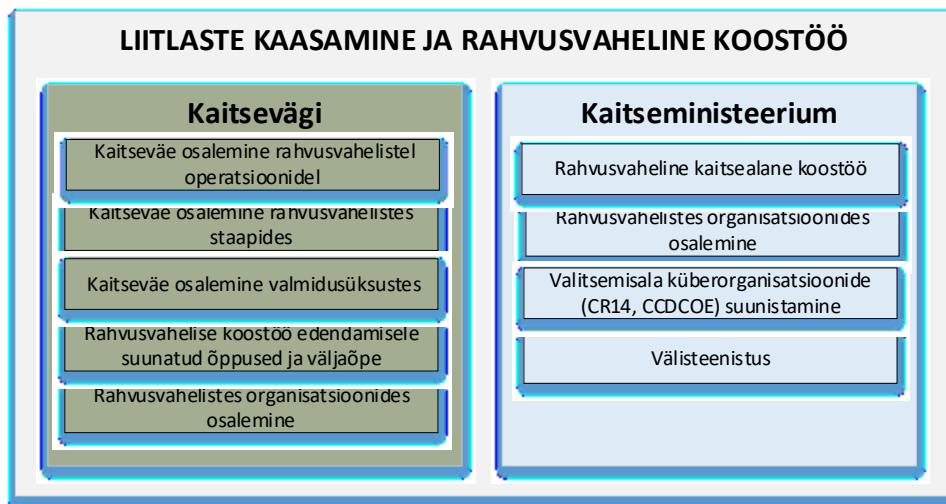 LIITLASTE KAASAMINE JA RAHVUSVAHELINE KOOSTÖÖ
Kaitsevägi
Kaitseväe osalemine rahvusvahelistel
operatsioonidel
Kaitseväe osalemine rahvusvahelistes
staapides
Kaitseväe osalemine valmidusüksustes
Rahvusvahelise koostöö edendamisele
suunatud õppused ja väljaõpe
Rahvusvahelistes organisatsioonides
osalemine
Kaitseministeerium
Rahvusvaheline kaitsealane koostöö
Rahvusvahelistes organisatsioonides
osalemine
Valitsemisala küberorganisatsioonide
(CR14, CCDCOE) suunistamine
Välisteenistus